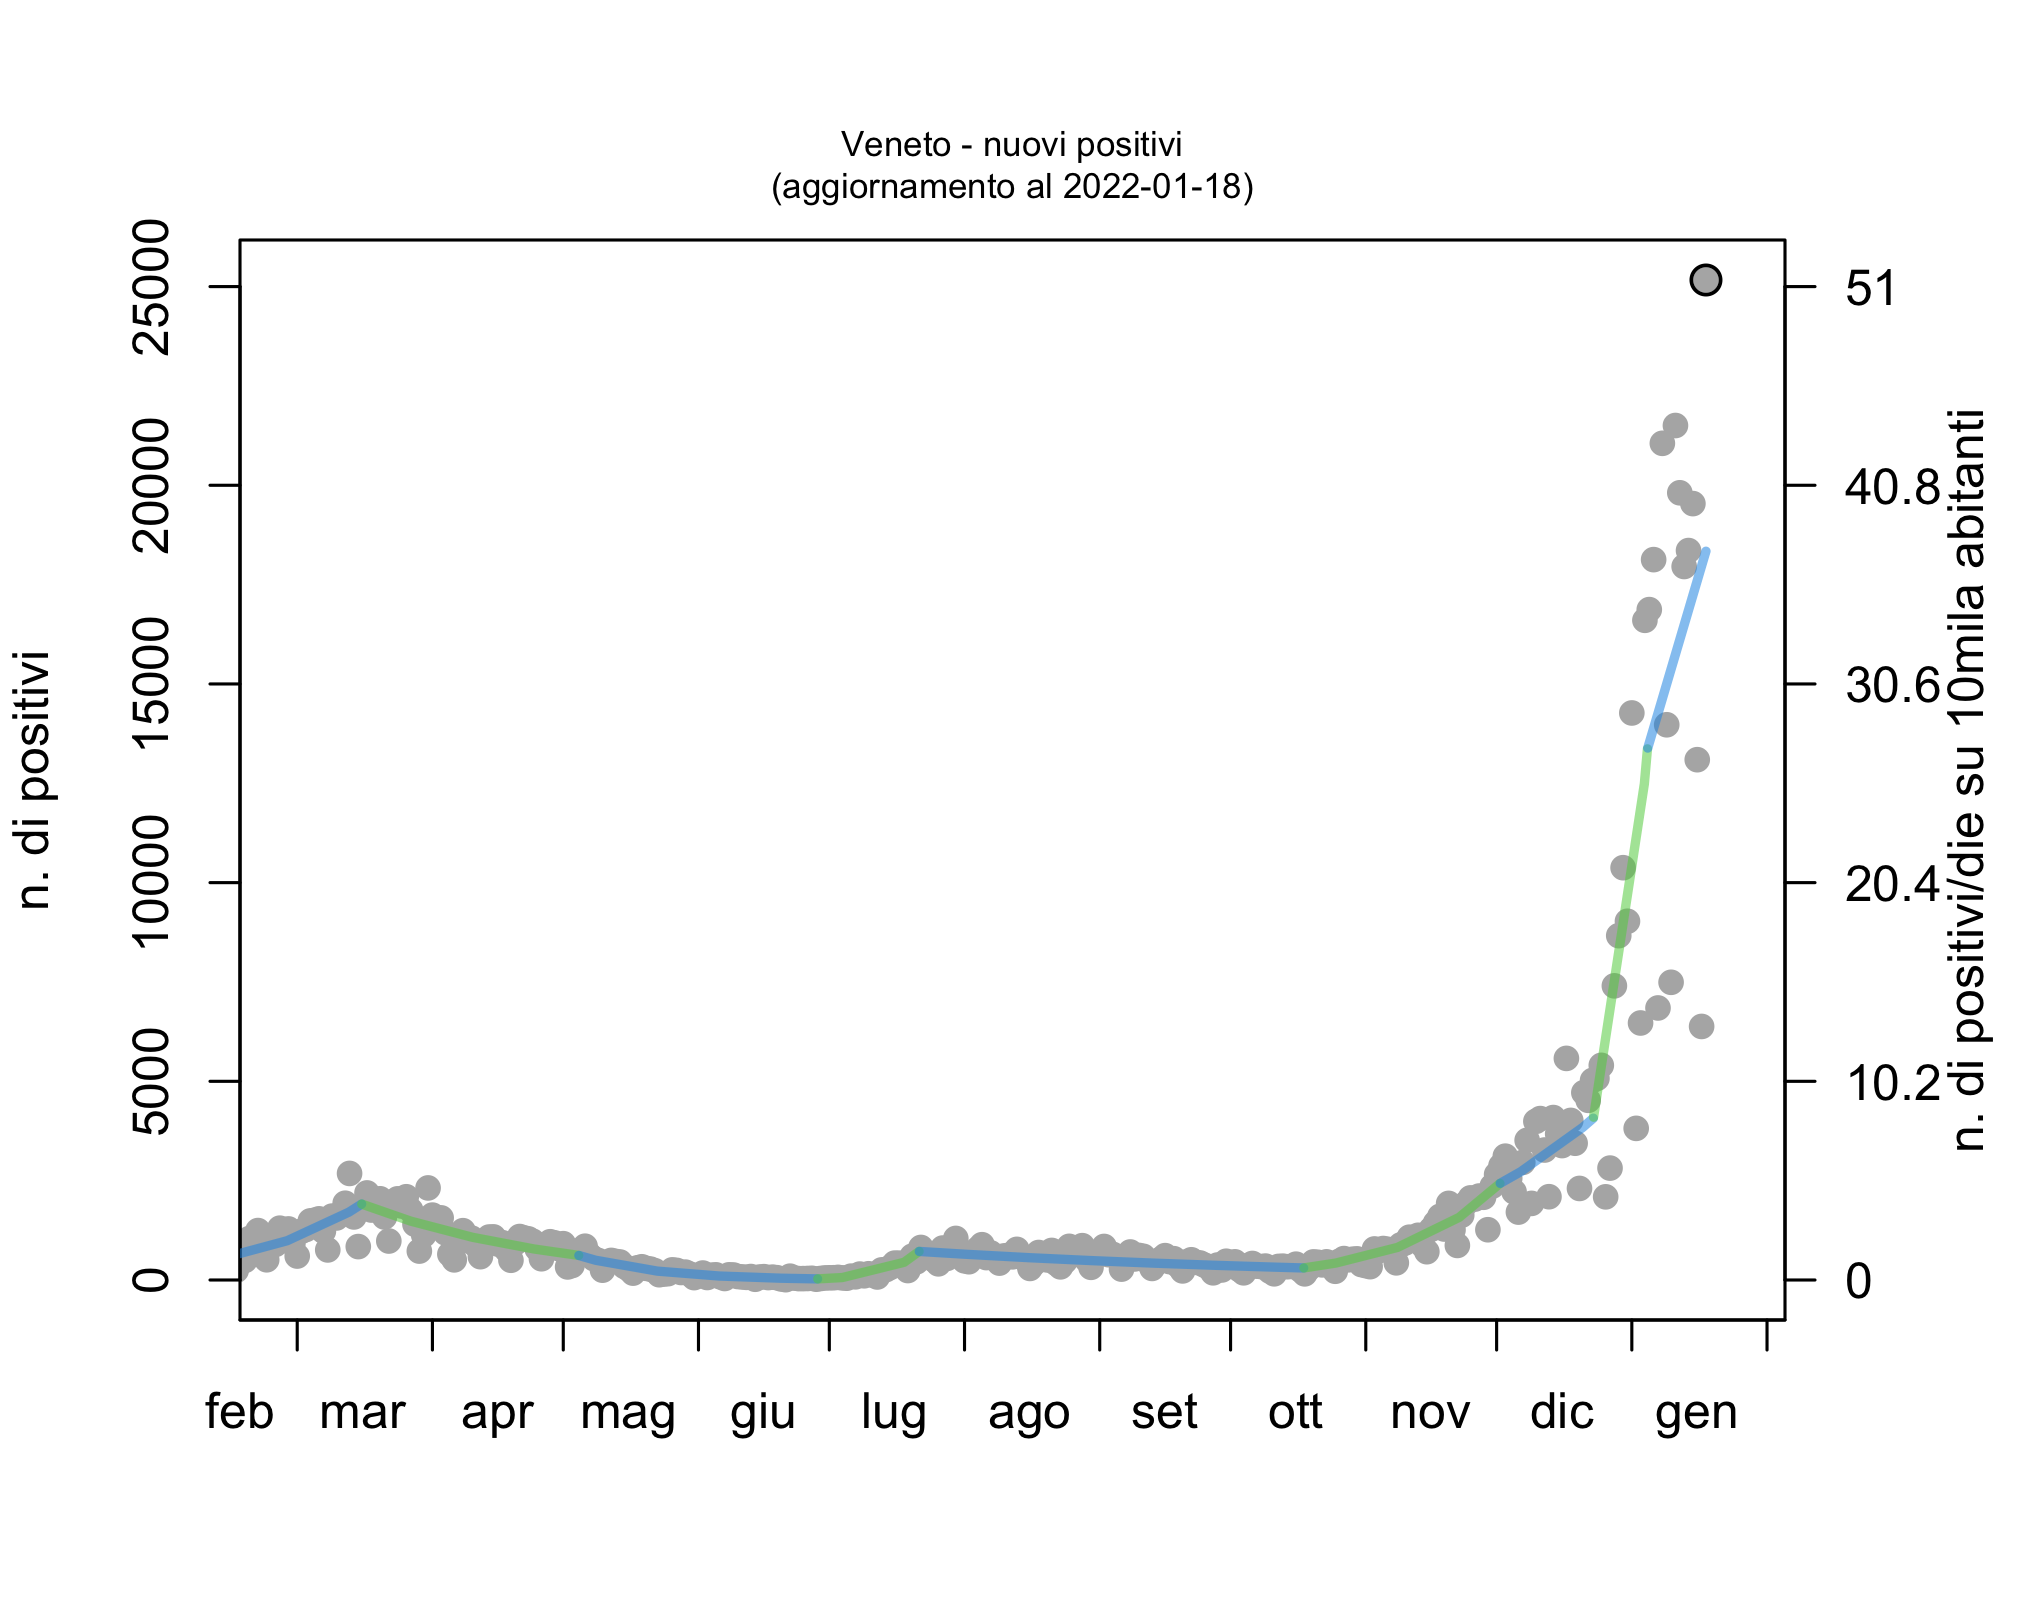 Veneto - nuovi positivi
(aggiornamento al 2022-01-18)
n. di positivi
25000
20000
15000
10000
5000
0
51
40.8
30.6
20.4
10.2
0
n. di positivi/die su 10mila abitanti
feb mar apr mag giu lug ago set ott nov dic gen